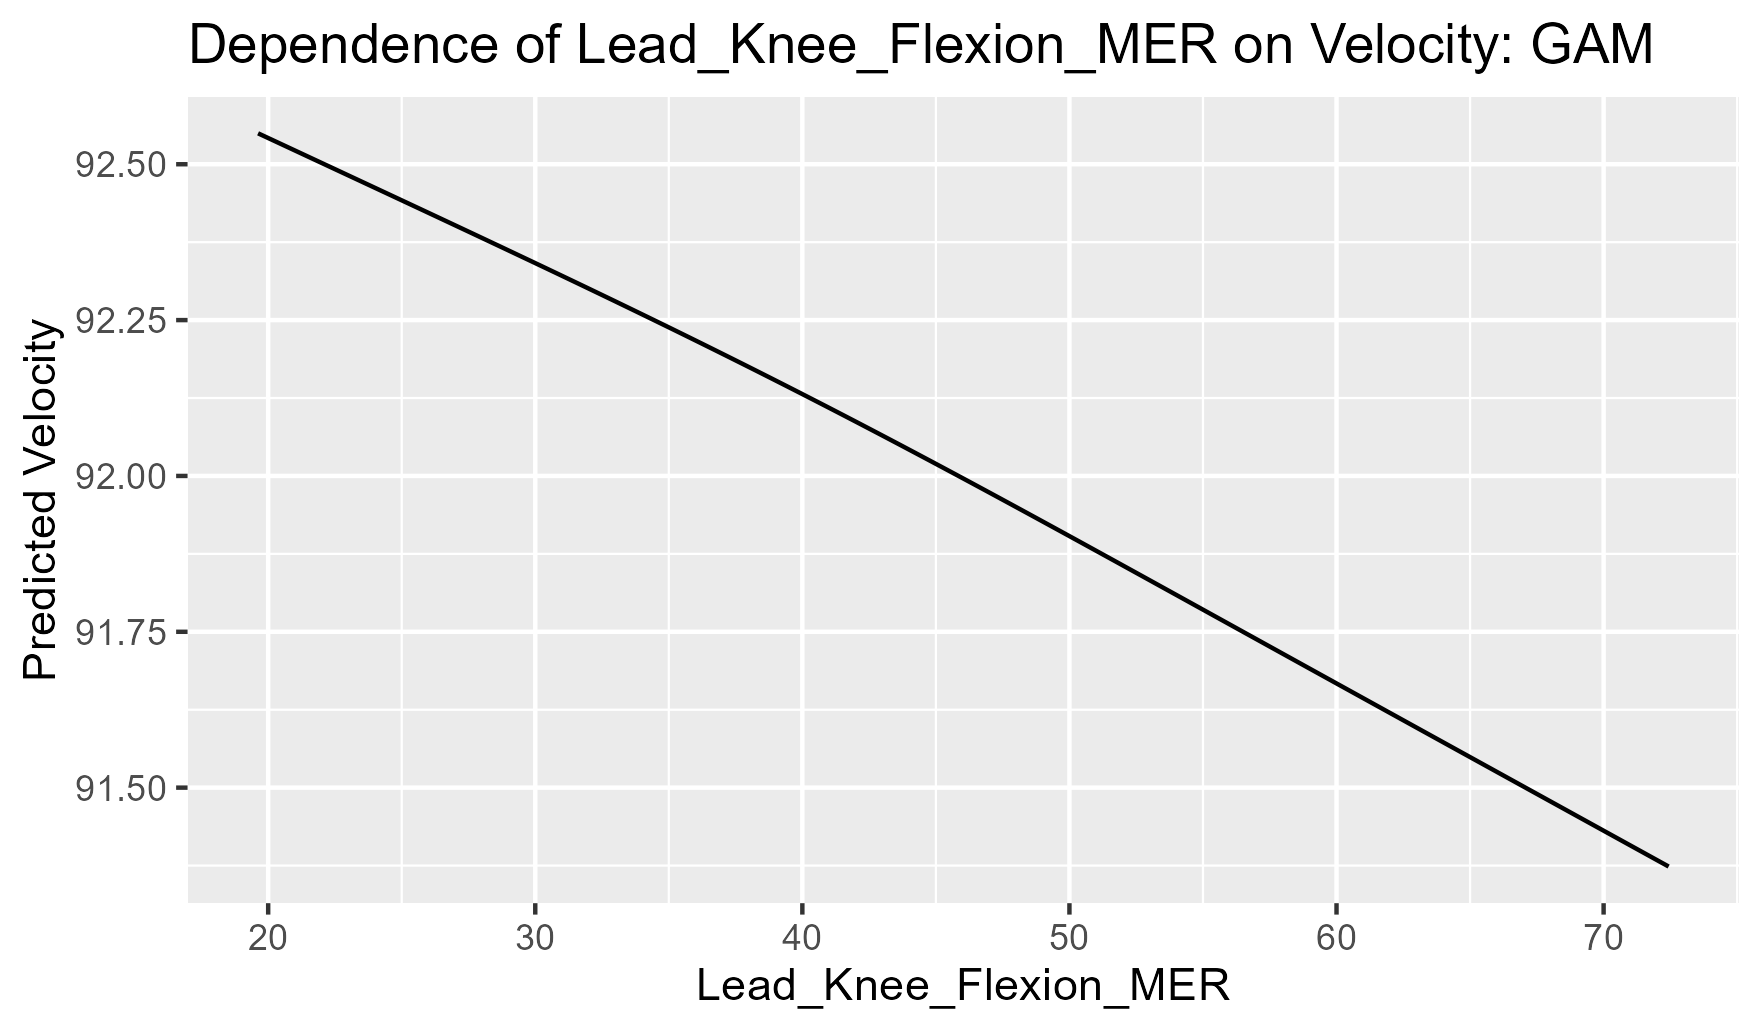 Dependence of Lead_Knee_Flexion_MER on Velocity: GAM
Predicted Velocity
92.50
92.25
92.00
91.75
91.50
20 30 40 50 60 70
Lead_Knee_Flexion_MER